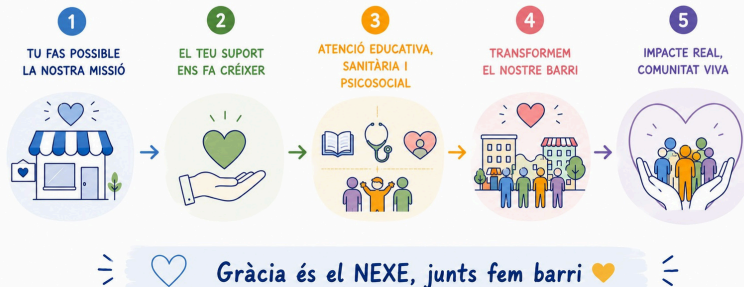 1
TU FAS POSSIBLE
LA NOSTRA MISSIÓ
2
EL TEU SUPORT
ENS FA CRÉIXER
3
ATENCIÓ EDUCATIVA,
SANITÀRIA I
PSICOSOCIAL
4
TRANSFORMEM
EL NOSTRE BARRI
5
IMPACTE REAL,
COMUNITAT VIVA
Gràcia és el NEXE, junts fem barri